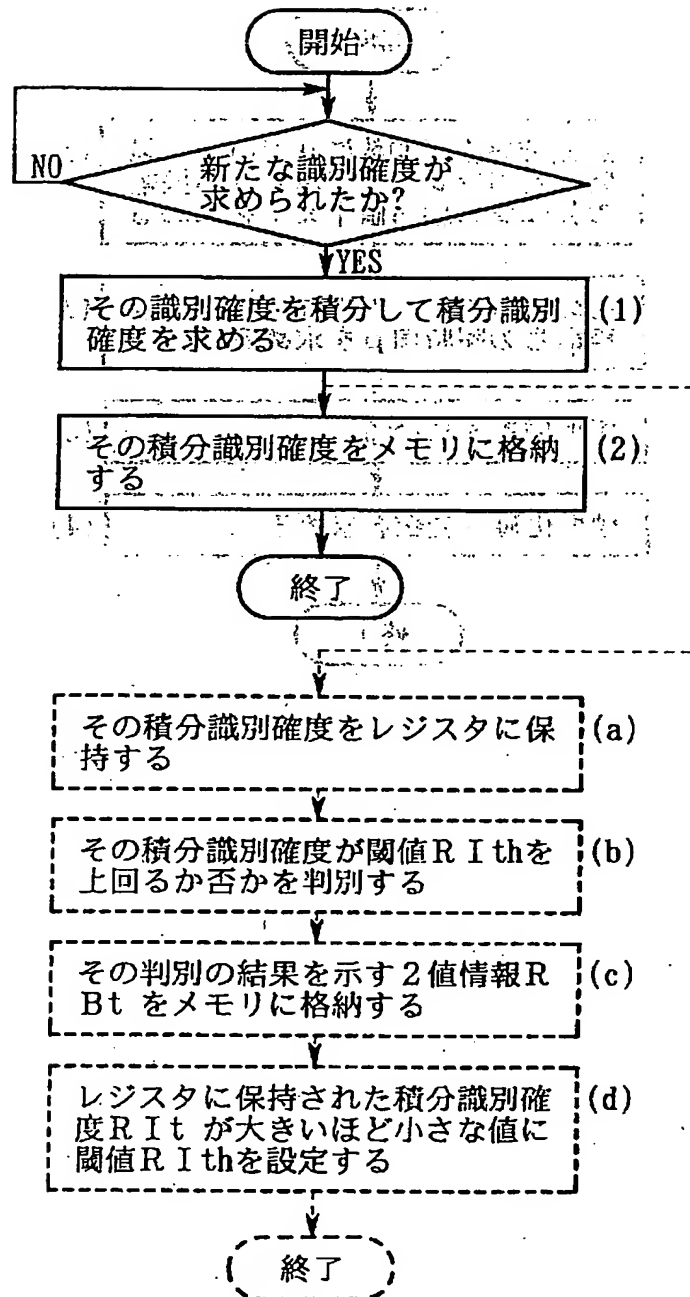 開始
NO
新たな識別確度が
求められたか?
YES
その識別確度を積分して積分識別
確度を求める
(1)
その積分識別確度をメモリに格納
する
(2)
終了
その積分識別確度をレジスタに保
持する
(a)
その積分識別確度が閾値RIthを
上回るか否かを判別する
(b)
その判別の結果を示す2値情報R
Bt をメモリに格納する
(c)
レジスタに保持された積分識別確
度RIt が大きいほど小さな値に
閾値RIthを設定する
(d)
終了